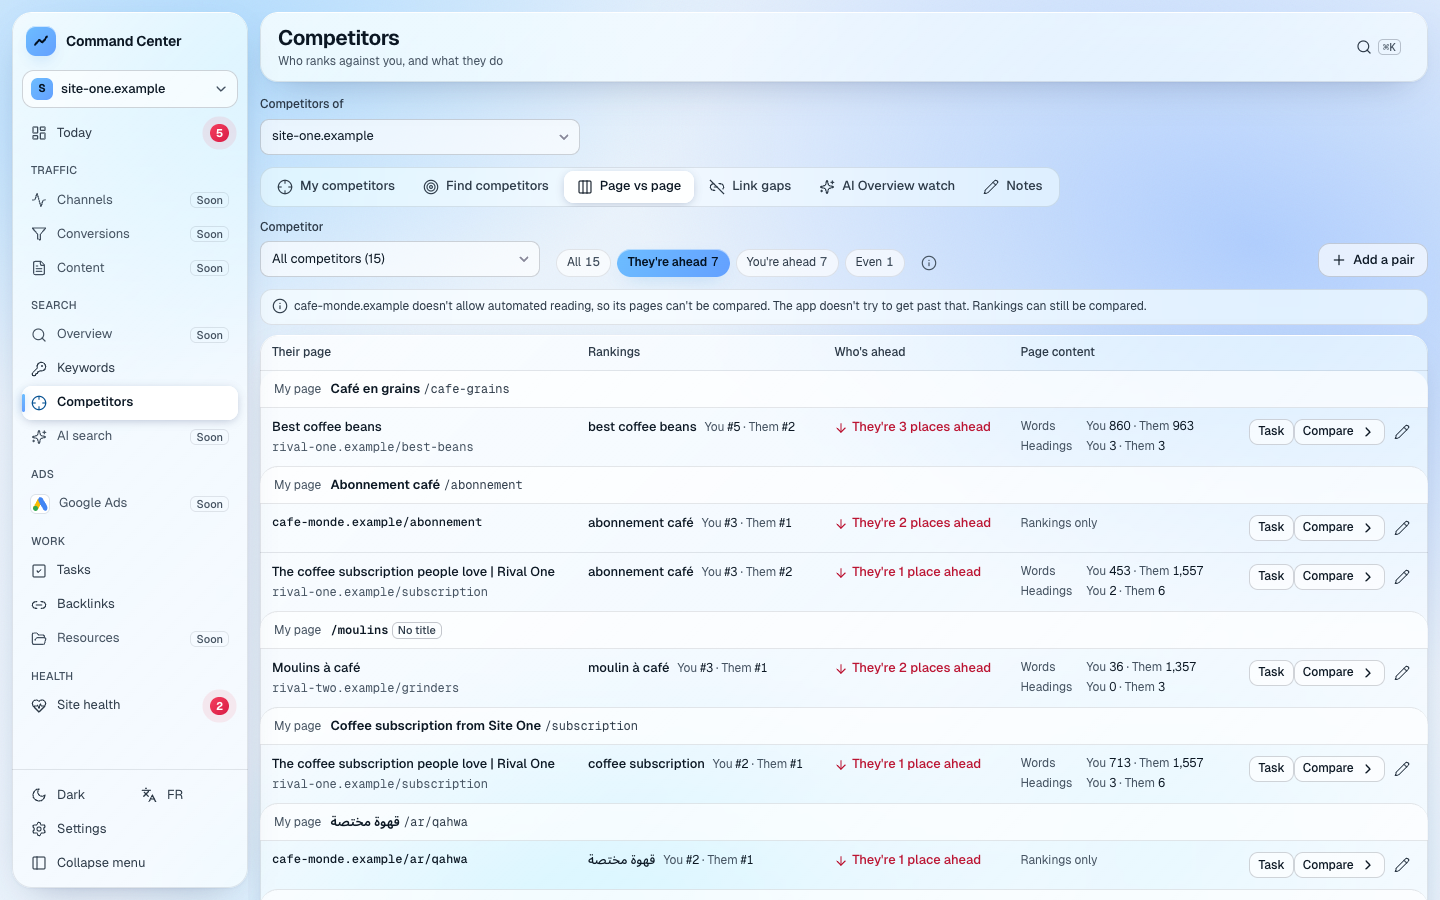 Command Center
S site-one.example
Today 5
TRAFFIC
Channels Soon
Conversions Soon
Content Soon
SEARCH
Overview Soon
Keywords
Competitors
AI search Soon
ADS
Google Ads Soon
WORK
Tasks
Backlinks
Resources Soon
HEALTH
Site health 2
Dark FR
Settings
Collapse menu
Competitors
Who ranks against you, and what they do
⌘K
Competitors of
site-one.example
My competitors Find competitors Page vs page Link gaps AI Overview watch Notes
Competitor
All competitors (15) All 15 They're ahead 7 You're ahead 7 Even 1 Add a pair
cafe-monde.example doesn't allow automated reading, so its pages can't be compared. The app doesn't try to get past that. Rankings can still be compared.
Their page Rankings Who's ahead Page content
My page Café en grains /cafe-grains
Best coffee beans best coffee beans You #5 · Them #2 They're 3 places ahead Words You 860 · Them 963 Task Compare
rival-one.example/best-beans Headings You 3 · Them 3
My page Abonnement café /abonnement
cafe-monde.example/abonnement abonnement café You #3 · Them #1 They're 2 places ahead Rankings only Task Compare
The coffee subscription people love | Rival One abonnement café You #3 · Them #2 They're 1 place ahead Words You 453 · Them 1,557 Task Compare
rival-one.example/subscription Headings You 2 · Them 6
My page /moulins No title
Moulins à café moulin à café You #3 · Them #1 They're 2 places ahead Words You 36 · Them 1,357 Task Compare
rival-two.example/grinders Headings You 0 · Them 3
My page Coffee subscription from Site One /subscription
The coffee subscription people love | Rival One coffee subscription You #2 · Them #1 They're 1 place ahead Words You 713 · Them 1,557 Task Compare
rival-one.example/subscription Headings You 3 · Them 6
My page قهوة مختصة /ar/qahwa
cafe-monde.example/ar/qahwa قهوة مختصة You #2 · Them #1 They're 1 place ahead Rankings only Task Compare